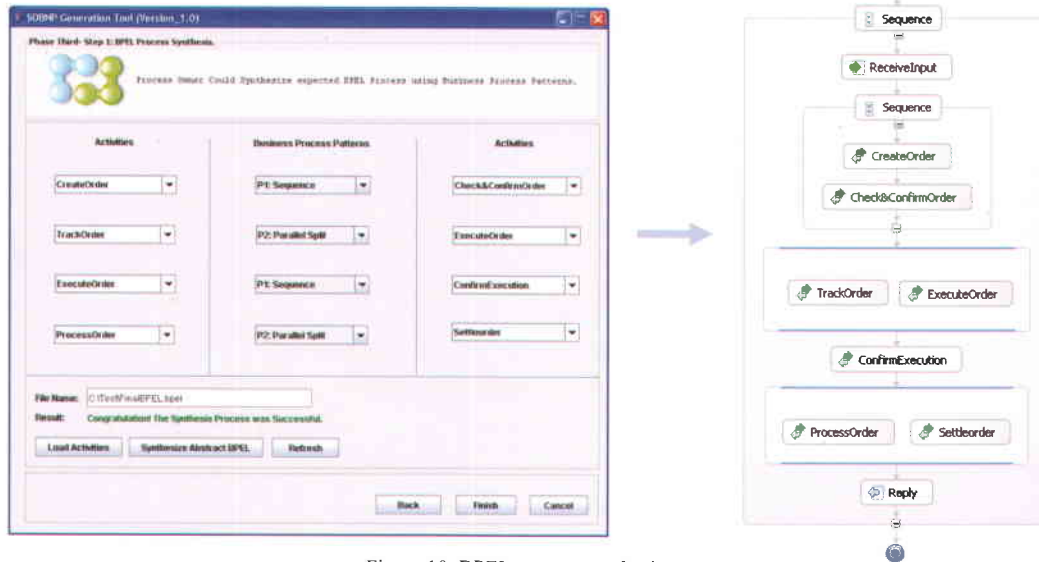 SOBNP Generation Tool (Version_1.0)
Phase Third- Step 1: BPEL Process Synthesis.
Process Owner Could Synthesize expected BPEL Process using Business Process Patterns.
Activities
Business Process Patterns
Activities
CreateOrder
P1: Sequence
Check&ConfirmOrder
TrackOrder
P2: Parallel Split
ExecuteOrder
ExecuteOrder
P1: Sequence
ConfirmExecution
ProcessOrder
P2: Parallel Split
Settleorder
File Name:
Result: Congratulation! The Synthesis Process was Successful.
Load Activities
Synthesize Abstract BPEL
Refresh
Back
Finish
Cancel
Sequence
ReceiveInput
Sequence
CreateOrder
Check&ConfirmOrder
TrackOrder
ExecuteOrder
ConfirmExecution
ProcessOrder
Settleorder
Reply